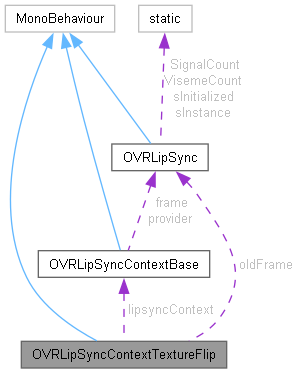 MonoBehaviour
static
SignalCount
VisemeCount
sInitialized
sInstance
OVRLipSync
frame
provider
OVRLipSyncContextBase
oldFrame
lipsyncContext
OVRLipSyncContextTextureFlip